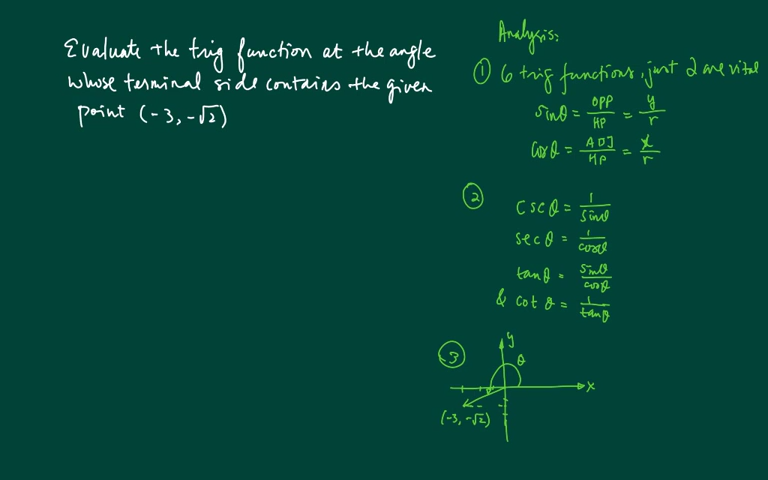 Evaluate the trig function at the angle
whose terminal side contains the given
point (-3, -√2)
Analysis:
① 6 trig functions, just 2 are vital
sinθ = OPP/HP = y/r
cosθ = ADJ/HP = x/r
②
cscθ = 1/sinθ
secθ = 1/cosθ
tanθ = sinθ/cosθ
& cotθ = 1/tanθ
③
y
θ
x
(-3, -√2)